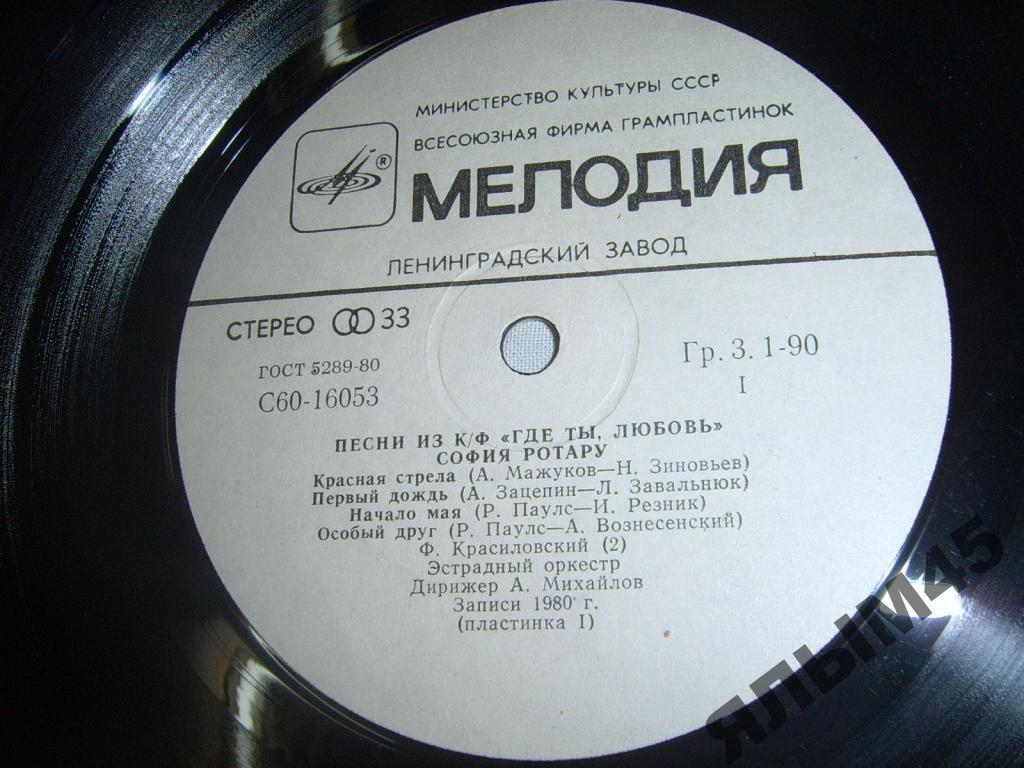 МИНИСТЕРСТВО КУЛЬТУРЫ СССР
ВСЕСОЮЗНАЯ ФИРМА ГРАМПЛАСТИНОК
®
МЕЛОДИЯ
ЛЕНИНГРАДСКИЙ ЗАВОД
СТЕРЕО 33
ГОСТ 5289-80
С60-16053
Гр. 3. 1-90
I
ПЕСНИ ИЗ К/Ф «ГДЕ ТЫ, ЛЮБОВЬ»
СОФИЯ РОТАРУ
Красная стрела (А. Мажуков—Н. Зиновьев)
Первый дождь (А. Зацепин—Л. Завальнюк)
Начало мая (Р. Паулс—И. Резник)
Особый друг (Р. Паулс—А. Вознесенский)
Ф. Красиловский (2)
Эстрадный оркестр
Дирижер А. Михайлов
Записи 1980 г.
(пластинка I)
ЯЛЫМ45